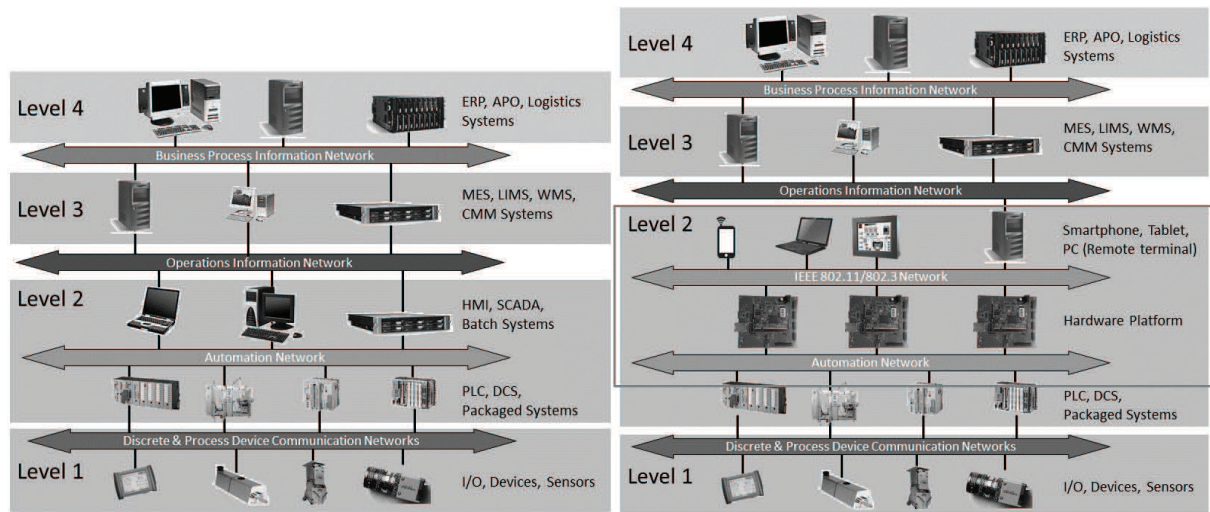 Level 4
ERP, APO, Logistics
Systems
Business Process Information Network
Level 3
MES, LIMS, WMS,
CMM Systems
Operations Information Network
Level 2
HMI, SCADA,
Batch Systems
Automation Network
PLC, DCS,
Packaged Systems
Discrete & Process Device Communication Networks
Level 1
I/O, Devices, Sensors
Level 4
ERP, APO, Logistics
Systems
Business Process Information Network
Level 3
MES, LIMS, WMS,
CMM Systems
Operations Information Network
Level 2
Smartphone, Tablet,
PC (Remote terminal)
IEEE 802.11/802.3 Network
Hardware Platform
Automation Network
PLC, DCS,
Packaged Systems
Discrete & Process Device Communication Networks
Level 1
I/O, Devices, Sensors